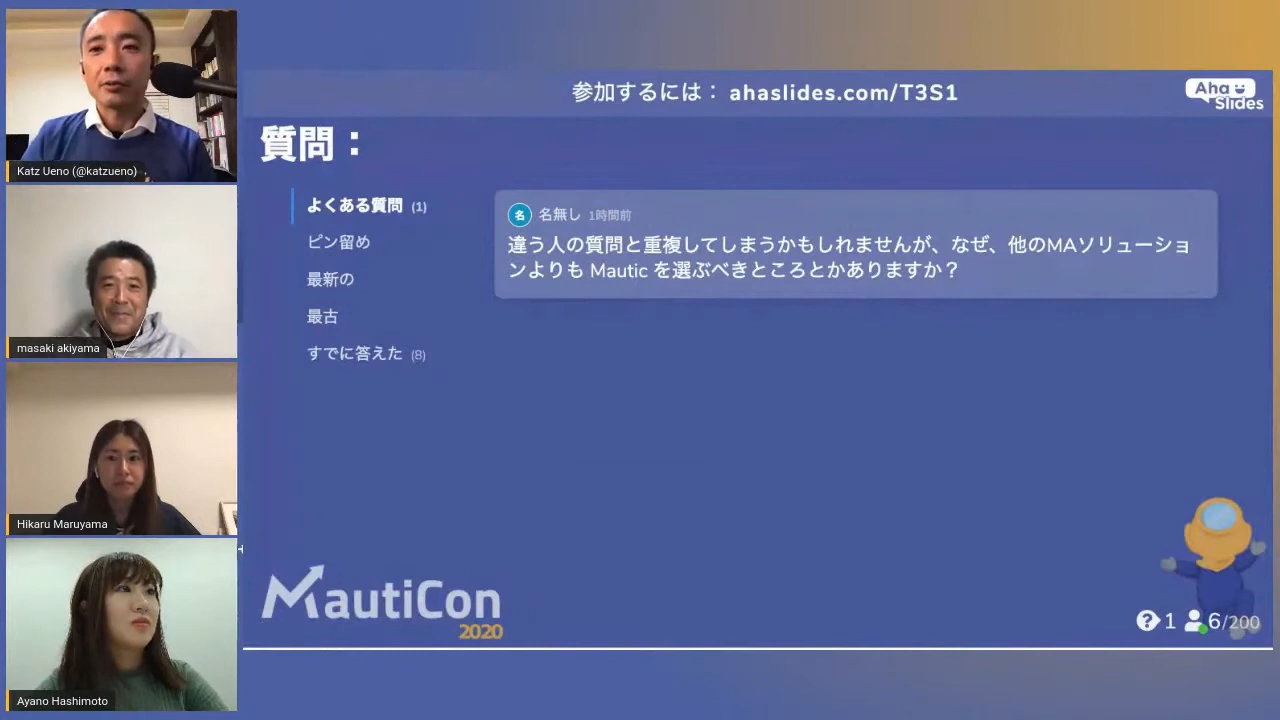 Katz Ueno (@katzueno)
masaki akiyama
Hikaru Maruyama
Ayano Hashimoto
参加するには： ahaslides.com/T3S1
Aha
Slides
質問：
よくある質問 (1)
ピン留め
最新の
最古
すでに答えた (8)
名 名無し 1時間前
違う人の質問と重複してしまうかもしれませんが、なぜ、他のMAソリューショ
ンよりも Mautic を選ぶべきところとかありますか？
MautiCon
2020
? 1 6/200